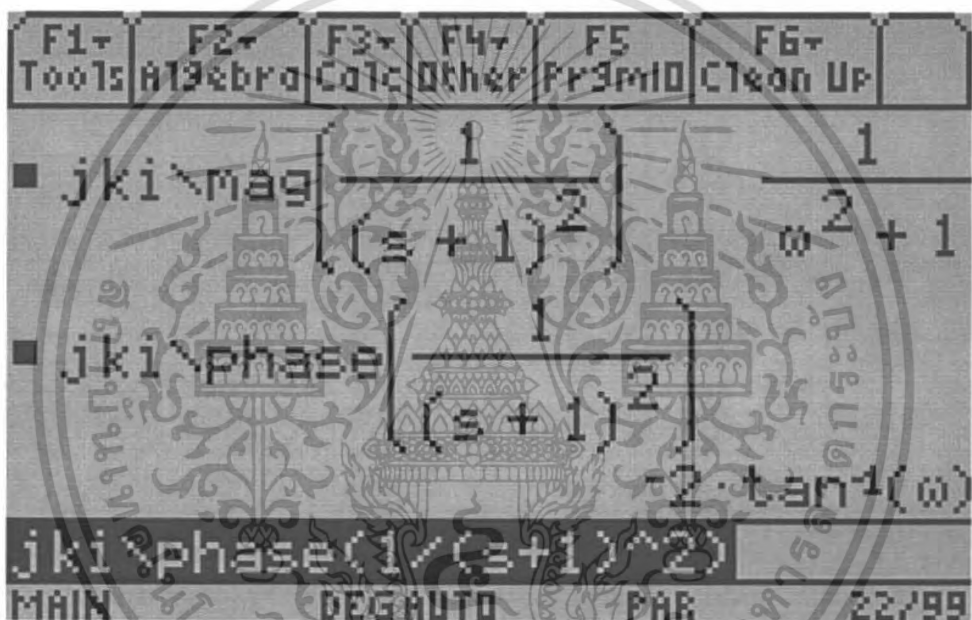 F1 F2 F3 F4 F5 F6
Tools Algebra Calc Other PrgmIO Clean Up
jki\mag(1/(s + 1)^2) 1/(ω^2 + 1)
jki\phase(1/(s + 1)^2)
-2·tan-1(ω)
jki\phase(1/(s+1)^2)
MAIN DEG AUTO PAR 22/99